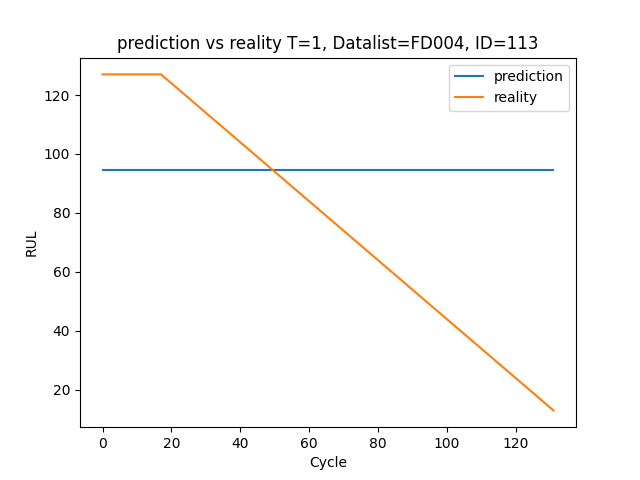 prediction vs reality T=1, Datalist=FD004, ID=113
prediction
reality
120
100
80
60
40
20
RUL
0 20 40 60 80 100 120
Cycle